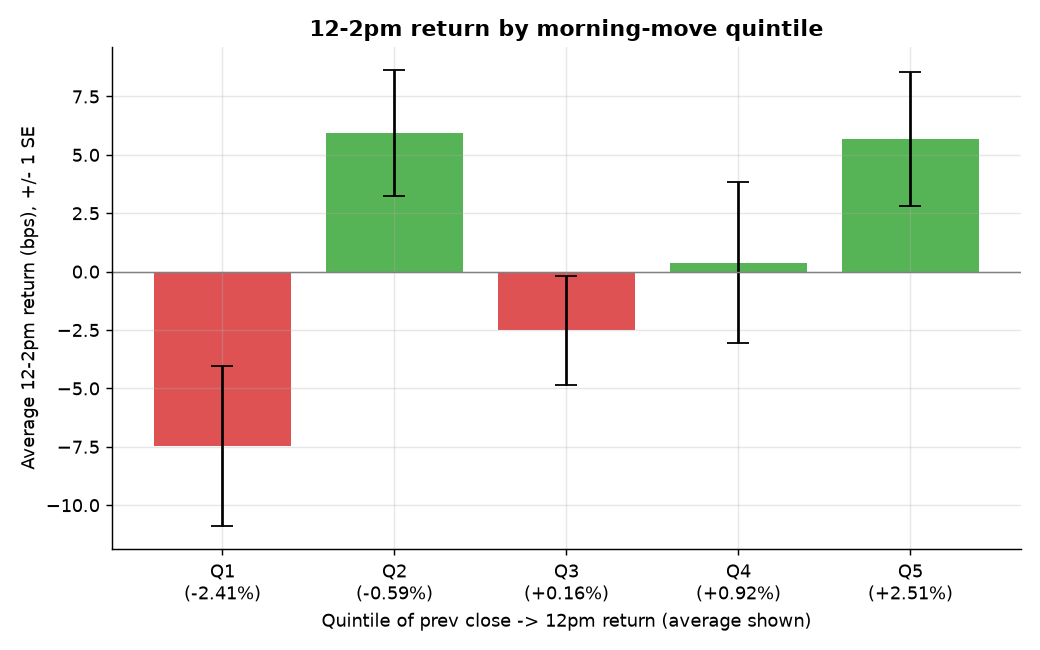 12-2pm return by morning-move quintile
Average 12-2pm return (bps), +/- 1 SE
7.5
5.0
2.5
0.0
−2.5
−5.0
−7.5
−10.0
Q1 Q2 Q3 Q4 Q5
(-2.41%) (-0.59%) (+0.16%) (+0.92%) (+2.51%)
Quintile of prev close -> 12pm return (average shown)